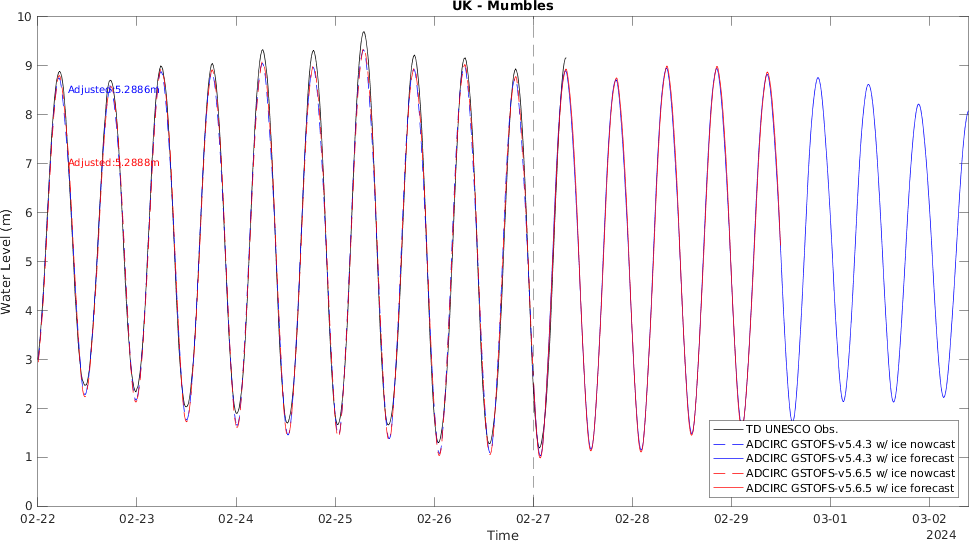 UK - Mumbles
10
9
8
7
6
5
4
3
2
1
0
Water Level (m)
Adjusted:5.2886m
Adjusted:5.2888m
TD UNESCO Obs.
ADCIRC GSTOFS-v5.4.3 w/ ice nowcast
ADCIRC GSTOFS-v5.4.3 w/ ice forecast
ADCIRC GSTOFS-v5.6.5 w/ ice nowcast
ADCIRC GSTOFS-v5.6.5 w/ ice forecast
02-22 02-23 02-24 02-25 02-26 02-27 02-28 02-29 03-01 03-02
2024
Time